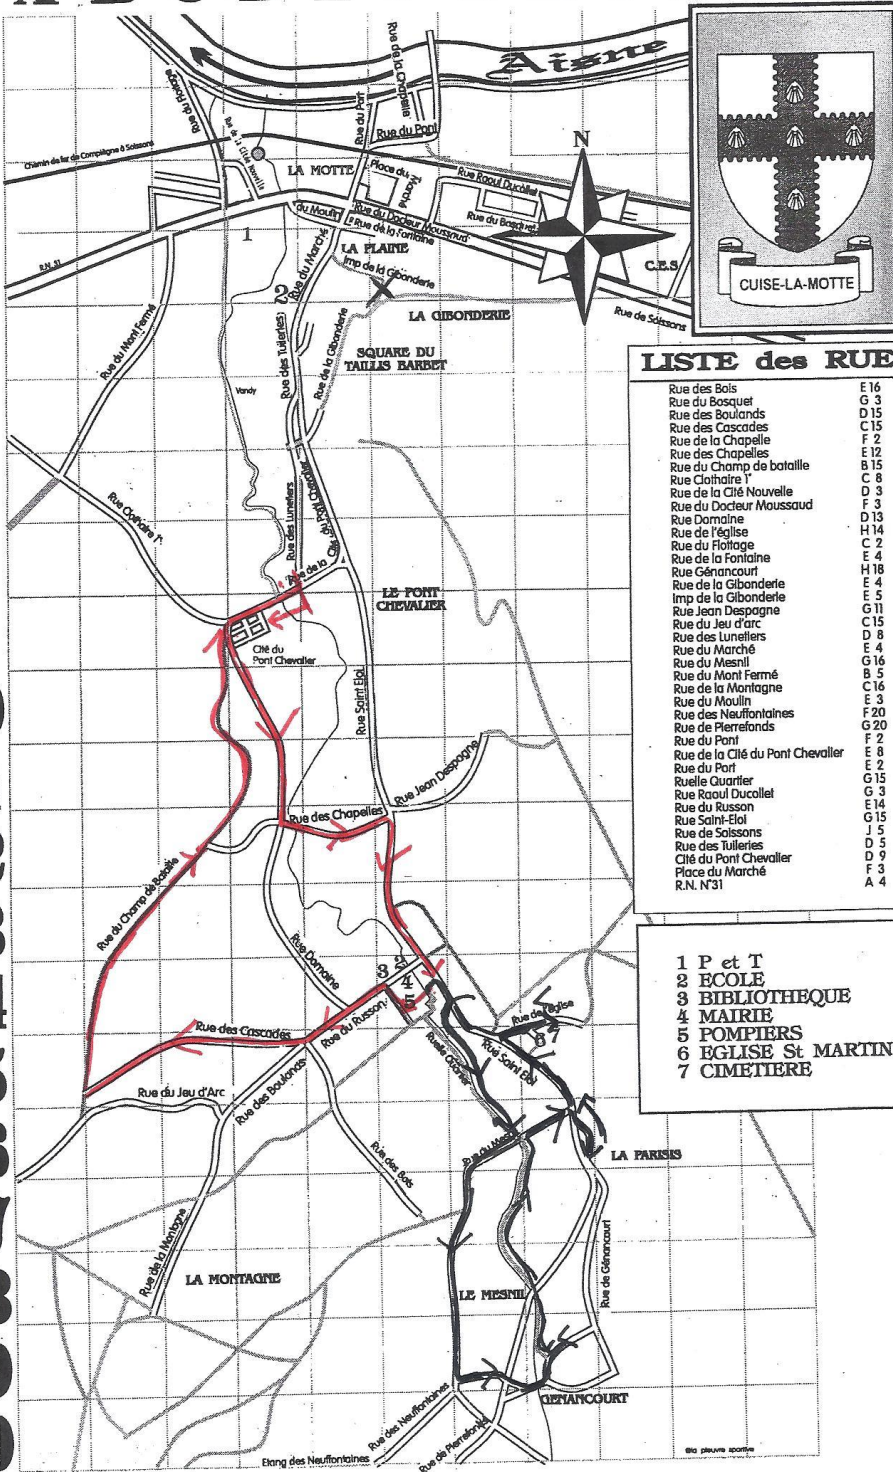 Aisne
Rue de la Chapelle
Rue du Port
Rue du Pont
Rue du Flottage
Rue de la Citée Nouvelle
Chemin de fer de Compiègne à Soissons
LA MOTTE
Place du Marché
Rue Raoul Ducollet
Rue du Bosquet
N
CUISE-LA-MOTTE
du Moulin
Rue du Docteur Moussaud
R. de la Fontaine
1
R.N. 31
LA PLAINE
Imp de la Gibonderie
C.E.S
Rue du Marché
2
LA GIBONDERIE
Rue de Soissons
Rue du Mont Fermé
Rue des Tuileries
Rue de la Gibonderie
SQUARE DU
TAILLIS BARBET
Vandy
Rue Clothaire 1°
Rue des Lunetiers
Rue de la Cité
du Pont Chevalier
LE PONT
CHEVALIER
Cité du
Pont Chevalier
Rue Saint Eloi
Rue Jean Despagne
Rue des Chapelles
Rue du Champ de Bataille
Rue Domaine
3 2
4
5
Rue des Cascades
Rue du Russon
Rue de l'église
6 7
Ruelle Quartier
Rue Saint Eloi
Rue du Jeu d'Arc
Rue des Boulands
Rue des Bois
Rue du Mesnil
LA PARISIS
Rue de la Montagne
LA MONTAGNE
LE MESNIL
Rue de Génancourt
GENANCOURT
Rue des Neuffontaines
Rue de Pierrefonds
Etang des Neuffontaines
©la pieuvre sportive
LISTE des RUE
Rue des Bois E 16
Rue du Bosquet G 3
Rue des Boulands D 15
Rue des Cascades C 15
Rue de la Chapelle F 2
Rue des Chapelles E 12
Rue du Champ de bataille B 15
Rue Clothaire 1° C 8
Rue de la Cité Nouvelle D 3
Rue du Docteur Moussaud F 3
Rue Domaine D 13
Rue de l'église H 14
Rue du Flottage C 2
Rue de la Fontaine E 4
Rue Génancourt H 18
Rue de la Gibonderie E 4
Imp de la Gibonderie E 5
Rue Jean Despagne G 11
Rue du Jeu d'arc C 15
Rue des Lunetiers D 8
Rue du Marché E 4
Rue du Mesnil G 16
Rue du Mont Fermé B 5
Rue de la Montagne C 16
Rue du Moulin E 3
Rue des Neuffontaines F 20
Rue de Pierrefonds G 20
Rue du Pont F 2
Rue de la Cité du Pont Chevalier E 8
Rue du Port E 2
Ruelle Quartier G 15
Rue Raoul Ducollet G 3
Rue du Russon E 14
Rue Saint-Eloi G 15
Rue de Soissons J 5
Rue des Tuileries D 5
Cité du Pont Chevalier D 9
Place du Marché F 3
R.N. N°31 A 4
1 P et T
2 ECOLE
3 BIBLIOTHEQUE
4 MAIRIE
5 POMPIERS
6 EGLISE St MARTIN
7 CIMETIERE